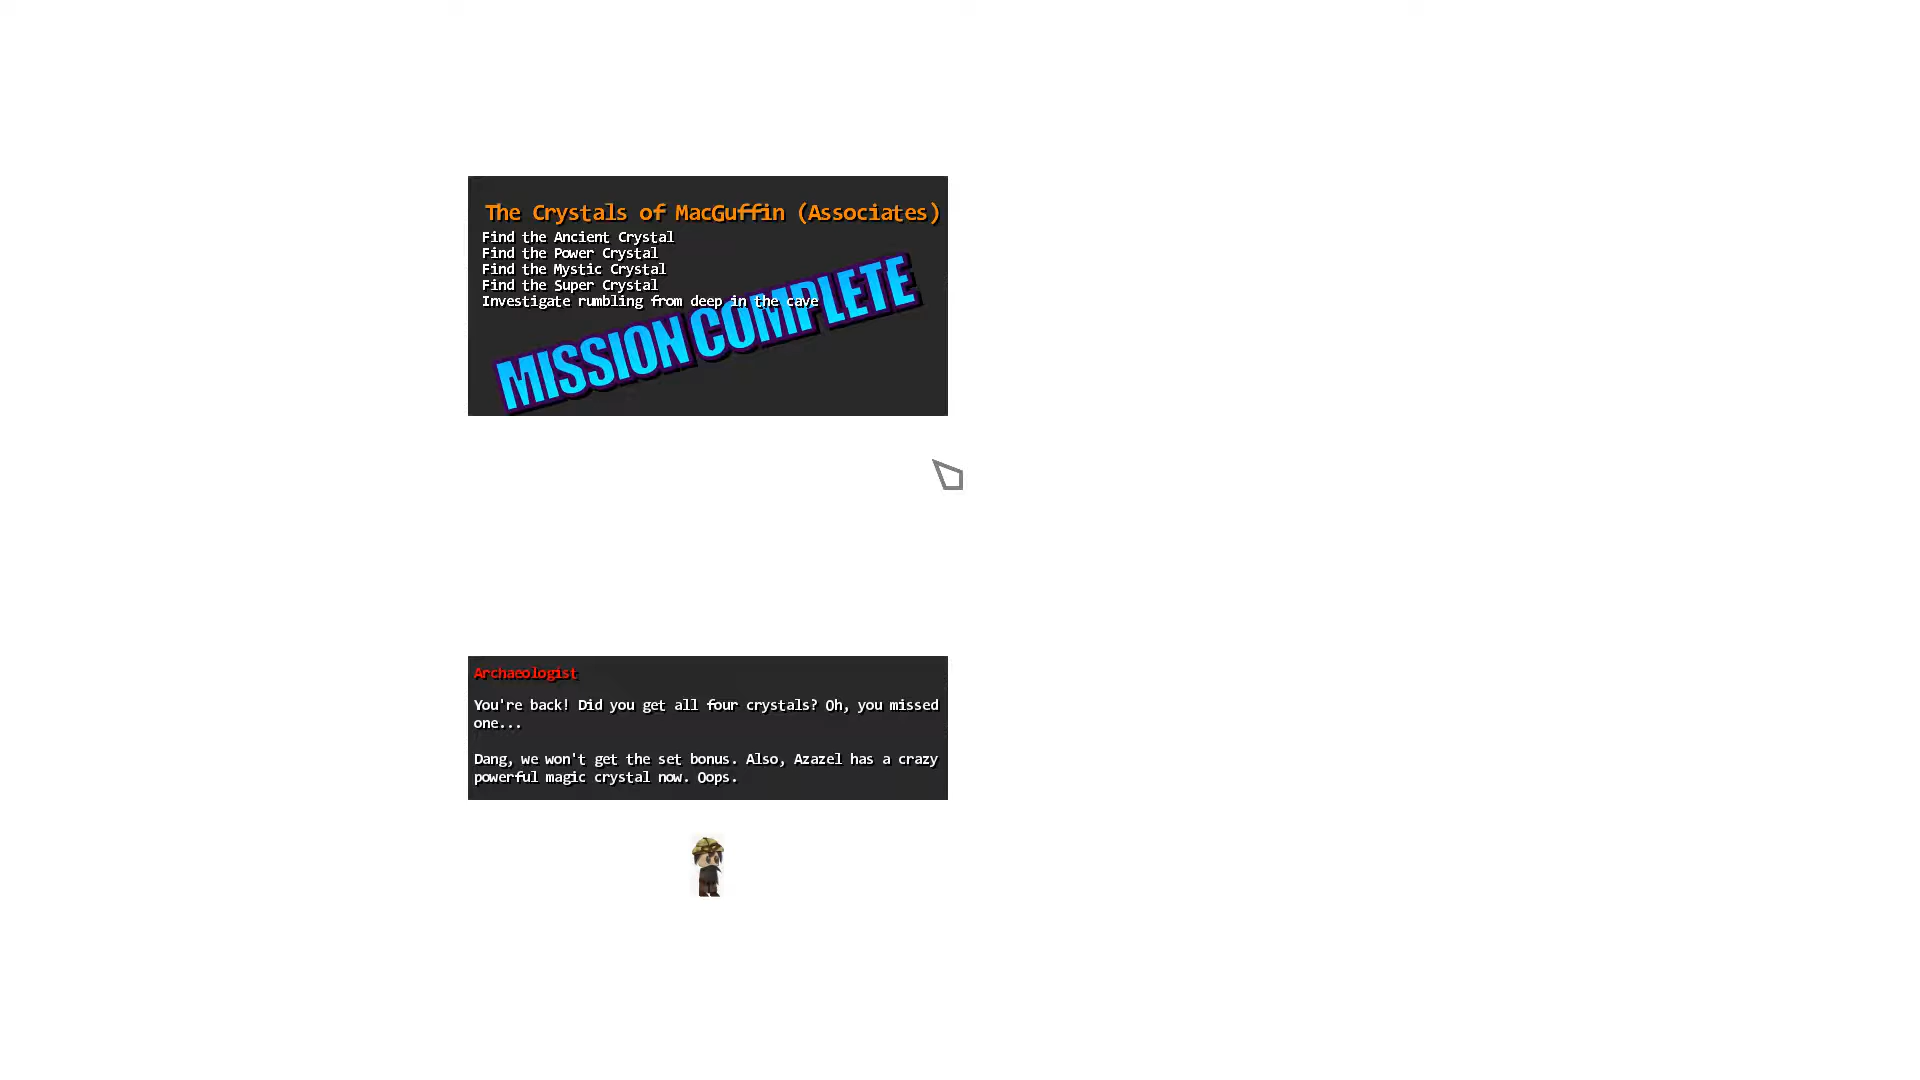 The Crystals of MacGuffin (Associates)
Find the Ancient Crystal
Find the Power Crystal
Find the Mystic Crystal
Find the Super Crystal
Investigate rumbling from deep in the cave
MISSION COMPLETE
Archaeologist
You're back! Did you get all four crystals? Oh, you missed
one...
Dang, we won't get the set bonus. Also, Azazel has a crazy
powerful magic crystal now. Oops.